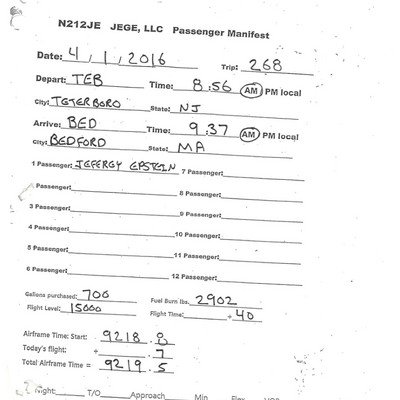 N212JE JEGE, LLC Passenger Manifest
Date: 4/1/2016 Trip: 268
Depart: TEB Time: 8:56 AM PM local
City: TETERBORO State: NJ
Arrive: BED Time: 9:37 AM PM local
City: BEDFORD State: MA
1 Passenger: JEFERGY EPSTEIN 7 Passenger:
Passenger: 8 Passenger:
3 Passenger: 9 Passenger:
4 Passenger: 10 Passenger:
5 Passenger: 11 Passenger:
6 Passenger: 12 Passenger:
Gallons purchased: 700 Fuel Burn lbs. 2902
Flight Level: 15000 Flight Time: +40
Airframe Time: Start: 9218.8
Today's flight: + .7
Total Airframe Time = 9219.5
Night: T/O Approach Min